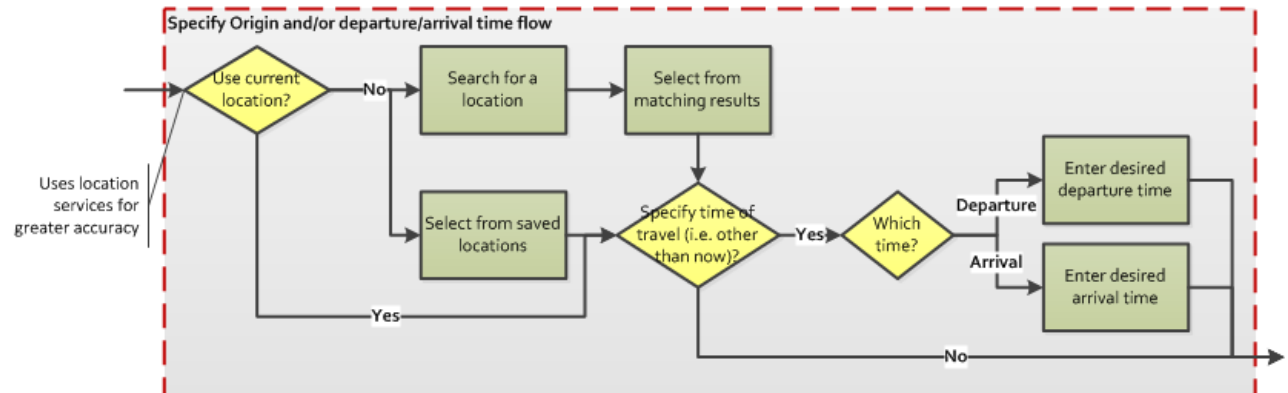 Specify Origin and/or departure/arrival time flow
Use current
location?
No
Search for a
location
Select from
matching results
Uses location
services for
greater accuracy
Select from saved
locations
Yes
Specify time of
travel (i.e. other
than now)?
Yes
Which
time?
Departure
Enter desired
departure time
Arrival
Enter desired
arrival time
No